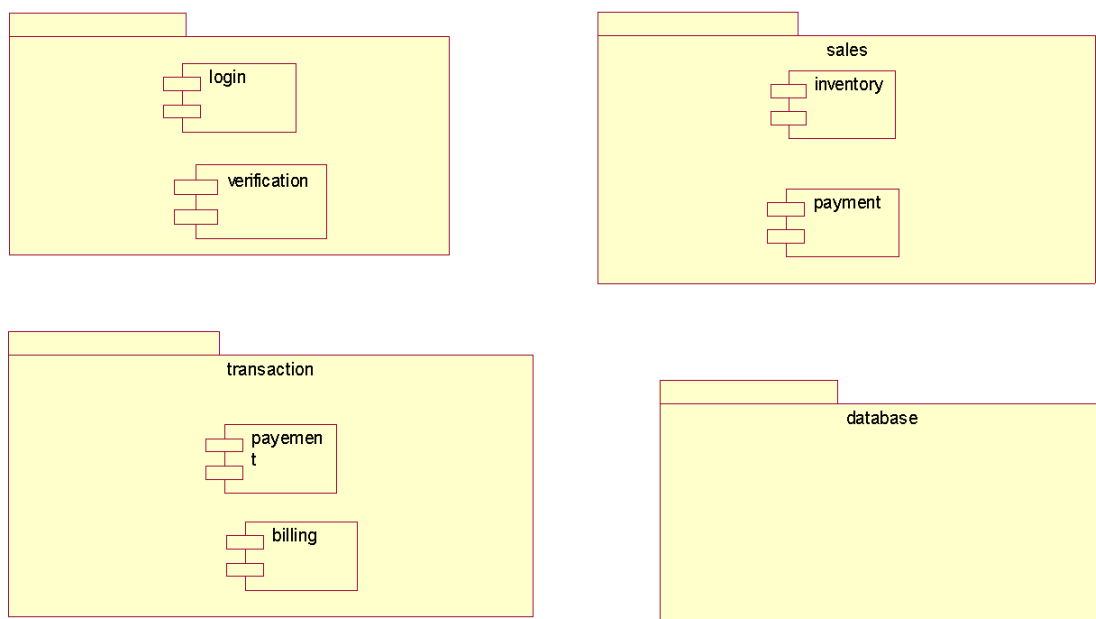 login
verification
sales
inventory
payment
transaction
payemen
t
billing
database